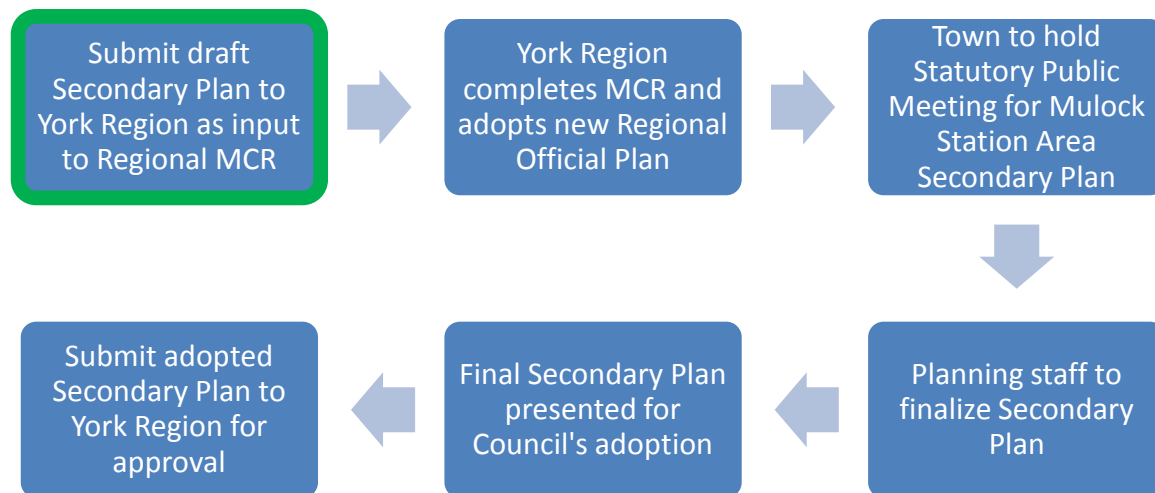 Submit draft
Secondary Plan to
York Region as input
to Regional MCR
York Region
completes MCR and
adopts new Regional
Official Plan
Town to hold
Statutory Public
Meeting for Mulock
Station Area
Secondary Plan
Planning staff to
finalize Secondary
Plan
Final Secondary Plan
presented for
Council's adoption
Submit adopted
Secondary Plan to
York Region for
approval